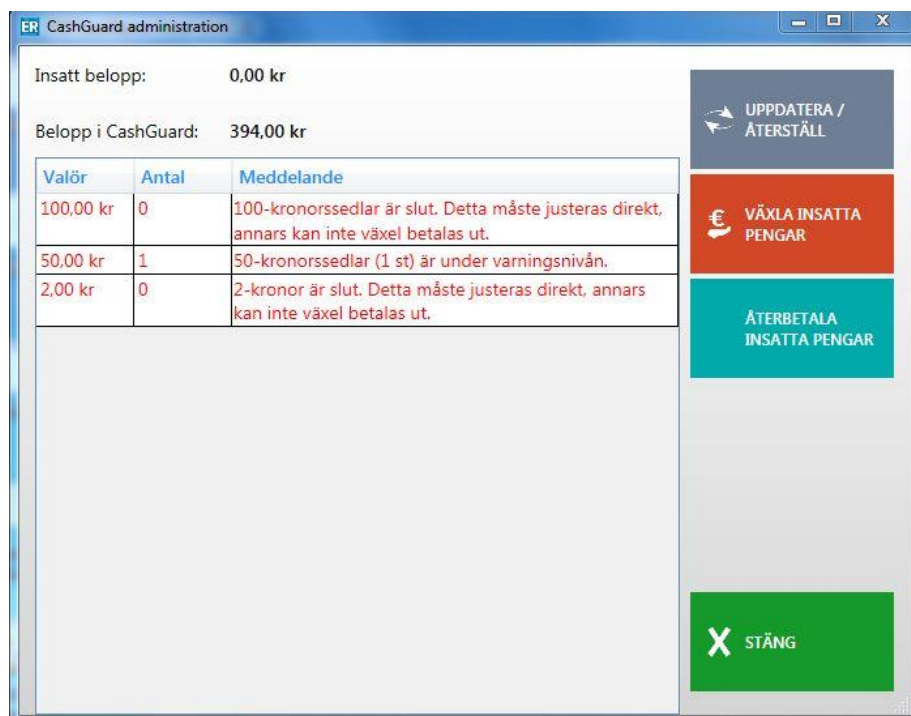 ER CashGuard administration
Insatt belopp: 0,00 kr
Belopp i CashGuard: 394,00 kr
Valör Antal Meddelande
100,00 kr 0 100-kronorssedlar är slut. Detta måste justeras direkt,
annars kan inte växel betalas ut.
50,00 kr 1 50-kronorssedlar (1 st) är under varningsnivån.
2,00 kr 0 2-kronor är slut. Detta måste justeras direkt, annars
kan inte växel betalas ut.
UPPDATERA /
ÅTERSTÄLL
€ VÄXLA INSATTA
PENGAR
ÅTERBETALA
INSATTA PENGAR
X STÄNG